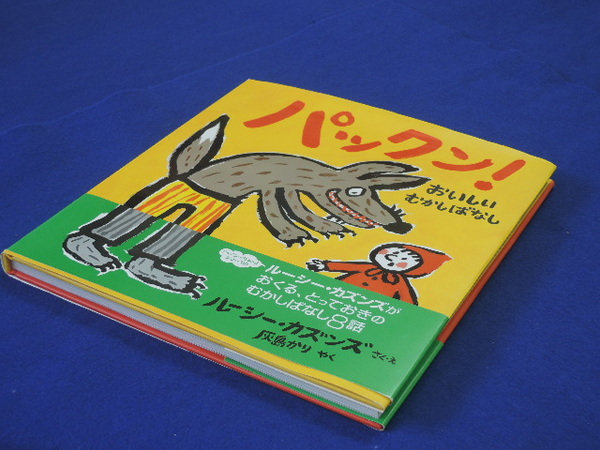 パックン!
おいしい
むかしばなし
ルーシー・カズンズが
おくる、とっておきの
むかしばなし8話
ルーシー・カズンズ さく・え
灰島かり やく